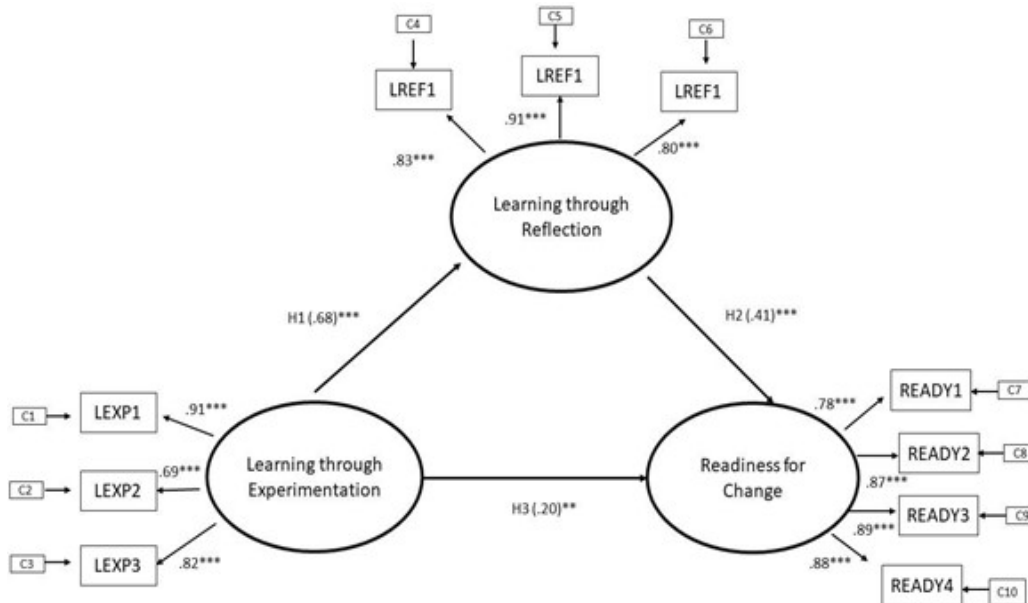 C4
C5
C6
LREF1
LREF1
LREF1
.83***
.91***
.80***
Learning through
Reflection
H1 (.68)***
H2 (.41)***
C1
LEXP1
.91***
C2
LEXP2
.69***
C3
LEXP3
.82***
Learning through
Experimentation
H3 (.20)**
Readiness for
Change
.78***
READY1
C7
READY2
C8
.87***
READY3
C9
.89***
READY4
C10
.88***